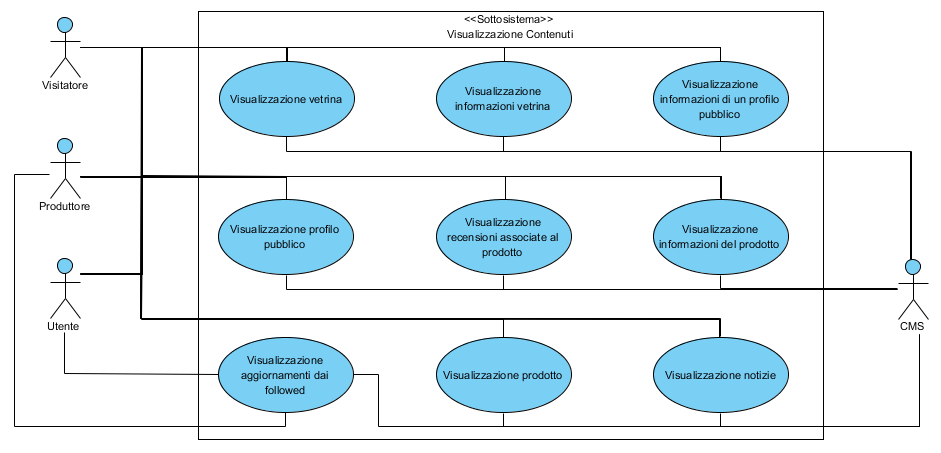 <<Sottosistema>>
Visualizzazione Contenuti
Visitatore
Visualizzazione vetrina
Visualizzazione
informazioni vetrina
Visualizzazione
informazioni di un profilo
pubblico
Produttore
Visualizzazione profilo
pubblico
Visualizzazione
recensioni associate al
prodotto
Visualizzazione
informazioni del prodotto
Utente
CMS
Visualizzazione
aggiornamenti dai
followed
Visualizzazione prodotto
Visualizzazione notizie